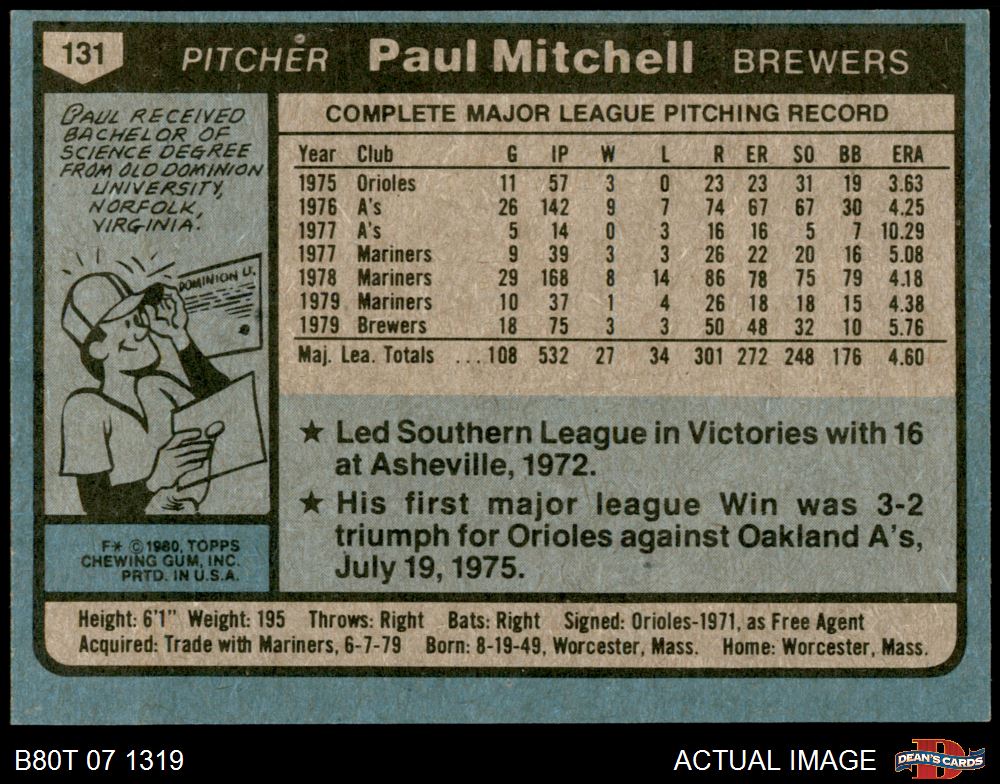 131 PITCHER Paul Mitchell BREWERS
PAUL RECEIVED
BACHELOR OF
SCIENCE DEGREE
FROM OLD DOMINION
UNIVERSITY,
NORFOLK,
VIRGINIA.
DOMINION U.
COMPLETE MAJOR LEAGUE PITCHING RECORD
Year Club G IP W L R ER SO BB ERA
1975 Orioles 11 57 3 0 23 23 31 19 3.63
1976 A's 26 142 9 7 74 67 67 30 4.25
1977 A's 5 14 0 3 16 16 5 7 10.29
1977 Mariners 9 39 3 3 26 22 20 16 5.08
1978 Mariners 29 168 8 14 86 78 75 79 4.18
1979 Mariners 10 37 1 4 26 18 18 15 4.38
1979 Brewers 18 75 3 3 50 48 32 10 5.76
Maj. Lea. Totals ...108 532 27 34 301 272 248 176 4.60
★ Led Southern League in Victories with 16
at Asheville, 1972.
★ His first major league Win was 3-2
triumph for Orioles against Oakland A's,
July 19, 1975.
F* © 1980, TOPPS
CHEWING GUM, INC.
PRTD. IN U.S.A.
Height: 6'1" Weight: 195 Throws: Right Bats: Right Signed: Orioles-1971, as Free Agent
Acquired: Trade with Mariners, 6-7-79 Born: 8-19-49, Worcester, Mass. Home: Worcester, Mass.
B80T 07 1319 ACTUAL IMAGE DEAN'S CARDS